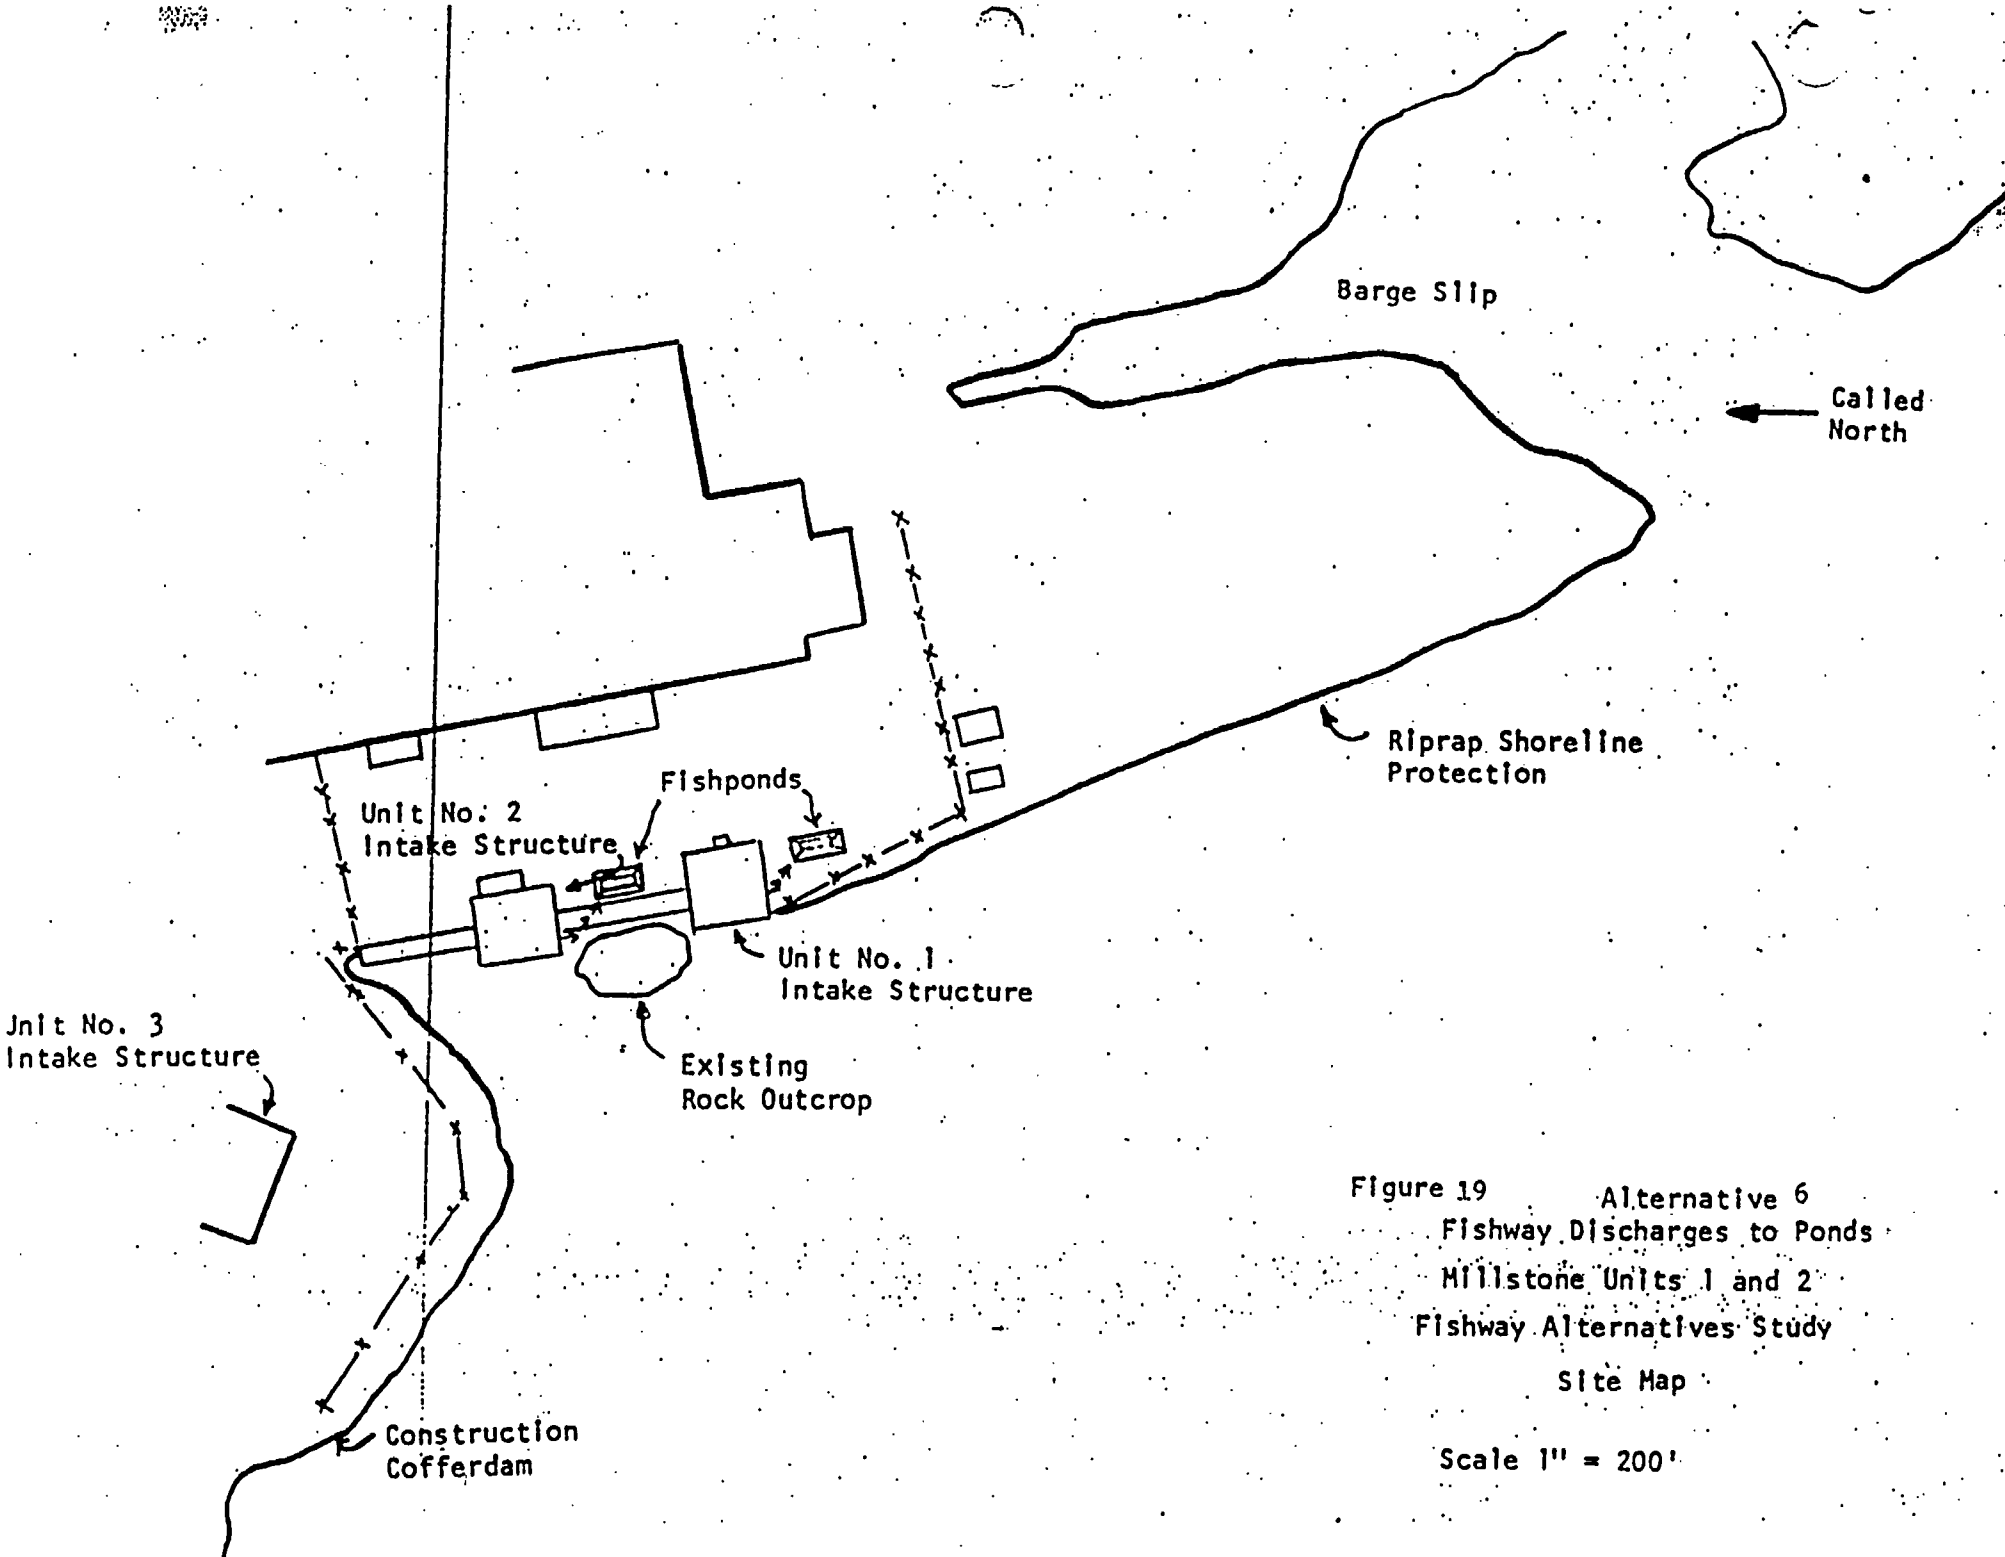 Barge Slip
Called
North
Riprap Shoreline
Protection
Fishponds
Unit No. 2
Intake Structure
Unit No. 1
Intake Structure
Jnit No. 3
Intake Structure
Existing
Rock Outcrop
Construction
Cofferdam
Figure 19 Alternative 6
Fishway Discharges to Ponds
Millstone Units 1 and 2
Fishway Alternatives Study
Site Map
Scale 1" = 200'